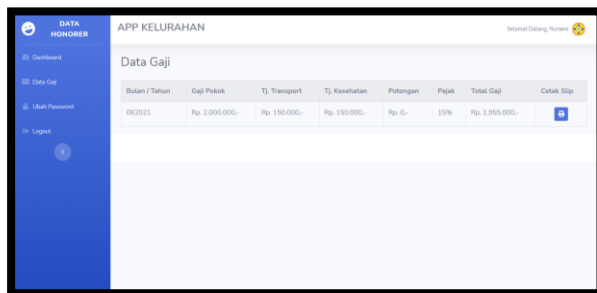 DATA
HONORER
APP KELURAHAN
Selamat Datang, Nuraeni
Dashboard
Data Gaji
Ubah Password
Logout
Data Gaji
Bulan / Tahun Gaji Pokok Tj. Transport Tj. Kesehatan Potongan Pajak Total Gaji Cetak Slip
082021 Rp. 2.000.000,- Rp. 150.000,- Rp. 150.000,- Rp. 0,- 15% Rp. 1.955.000,-